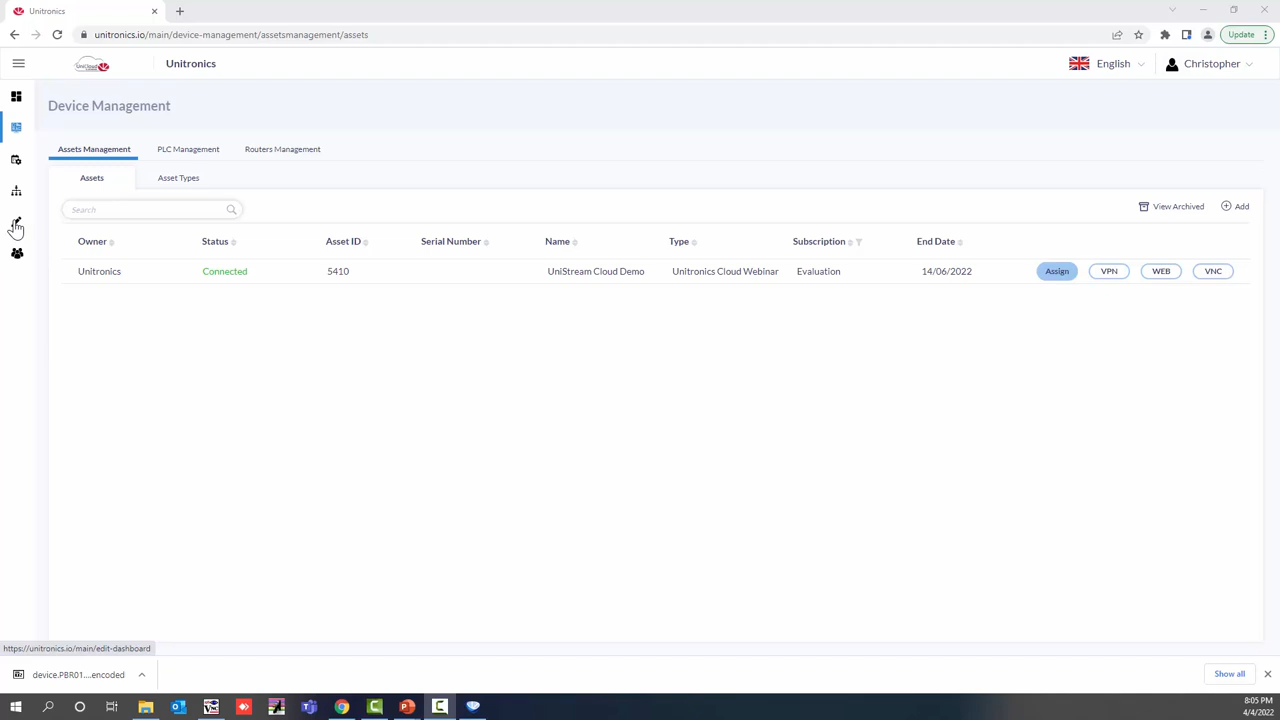 Unitronics
unitronics.io/main/device-management/assetsmanagement/assets
Update
Unitronics
English
Christopher
Device Management
Assets Management PLC Management Routers Management
Assets Asset Types
Search
View Archived Add
Owner Status Asset ID Serial Number Name Type Subscription End Date
Unitronics Connected 5410 UniStream Cloud Demo Unitronics Cloud Webinar Evaluation 14/06/2022 Assign VPN WEB VNC
https://unitronics.io/main/edit-dashboard
device.PBR01....encoded
Show all
8:05 PM
4/4/2022